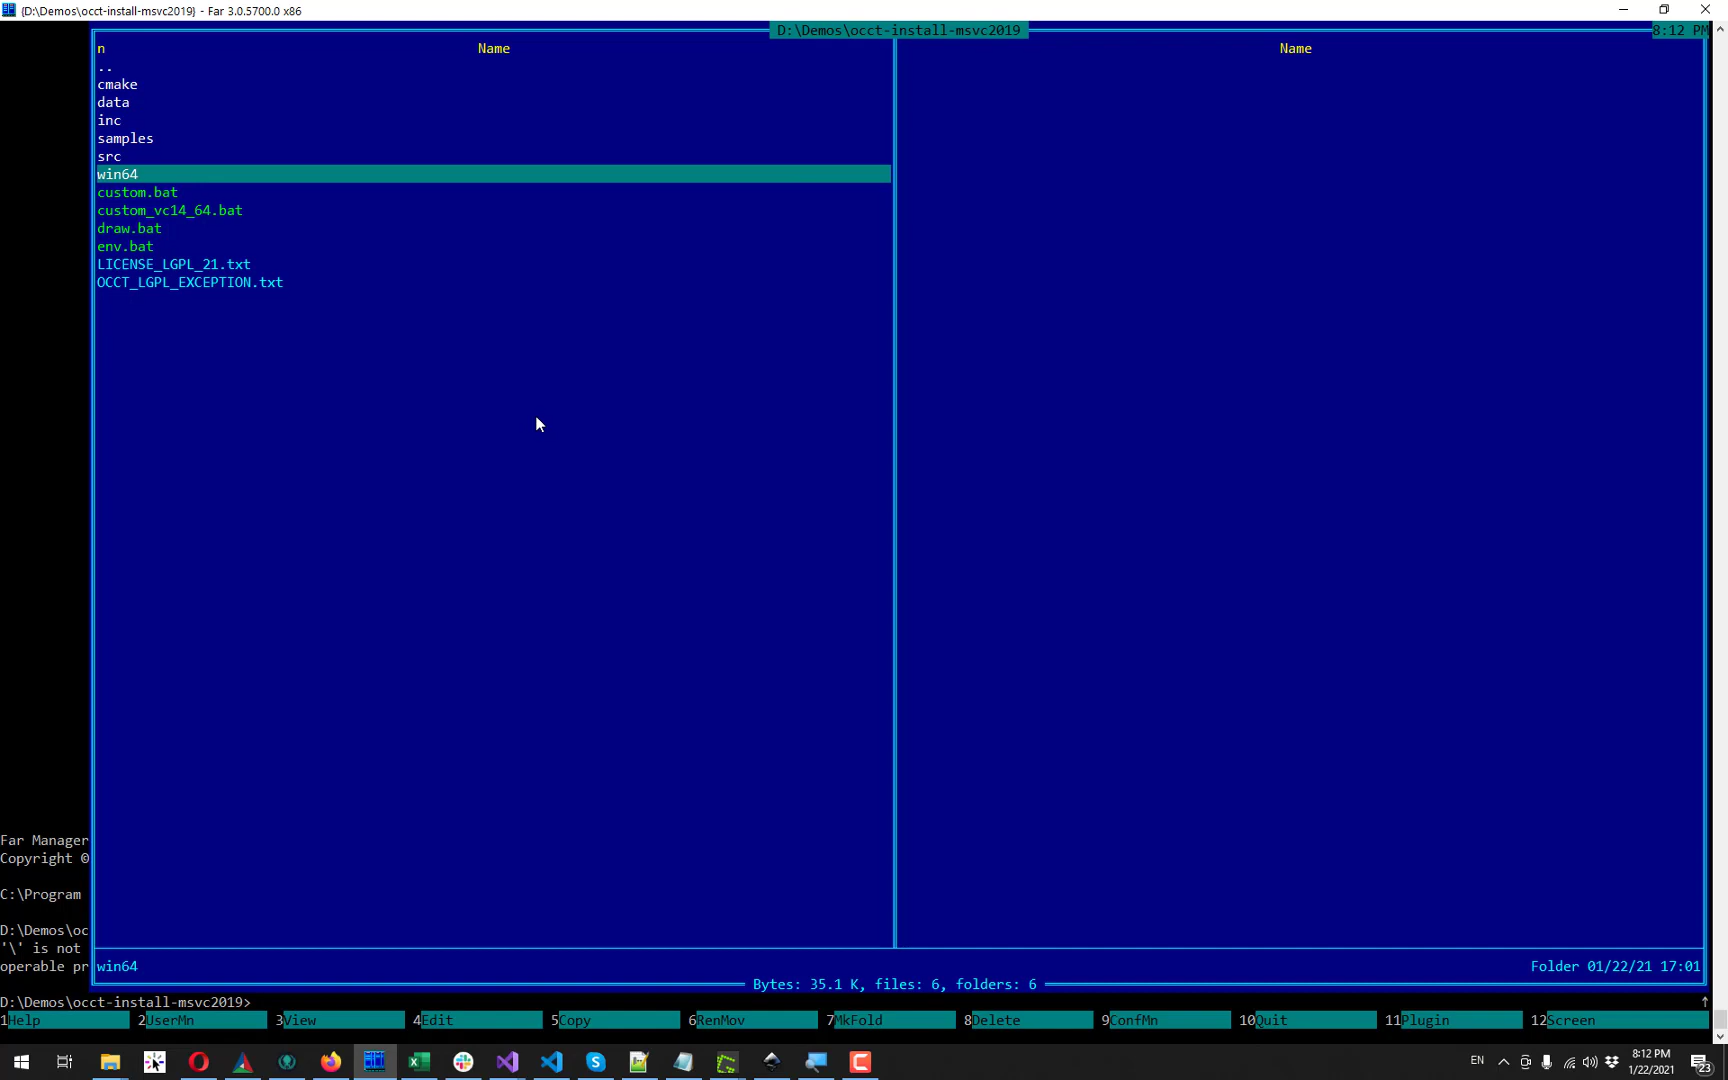 {D:\Demos\occt-install-msvc2019} - Far 3.0.5700.0 x86
D:\Demos\occt-install-msvc2019
8:12 PM
n Name Name
..
cmake
data
inc
samples
src
win64
custom.bat
custom_vc14_64.bat
draw.bat
env.bat
LICENSE_LGPL_21.txt
OCCT_LGPL_EXCEPTION.txt
Far Manager
Copyright ©
C:\Program
D:\Demos\oc
'\' is not
operable pr
win64 Folder 01/22/21 17:01
Bytes: 35.1 K, files: 6, folders: 6
D:\Demos\occt-install-msvc2019>
1Help 2UserMn 3View 4Edit 5Copy 6RenMov 7MkFold 8Delete 9ConfMn 10Quit 11Plugin 12Screen
EN
8:12 PM
1/22/2021
23